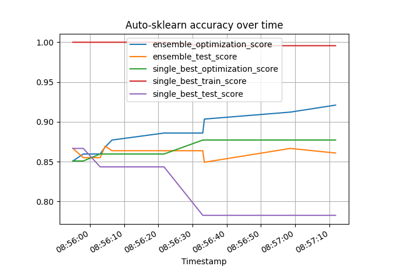 Auto-sklearn accuracy over time
1.00
0.95
0.90
0.85
0.80
ensemble_optimization_score
ensemble_test_score
single_best_optimization_score
single_best_train_score
single_best_test_score
08:56:00
08:56:10
08:56:20
08:56:30
08:56:40
08:56:50
08:57:00
08:57:10
Timestamp